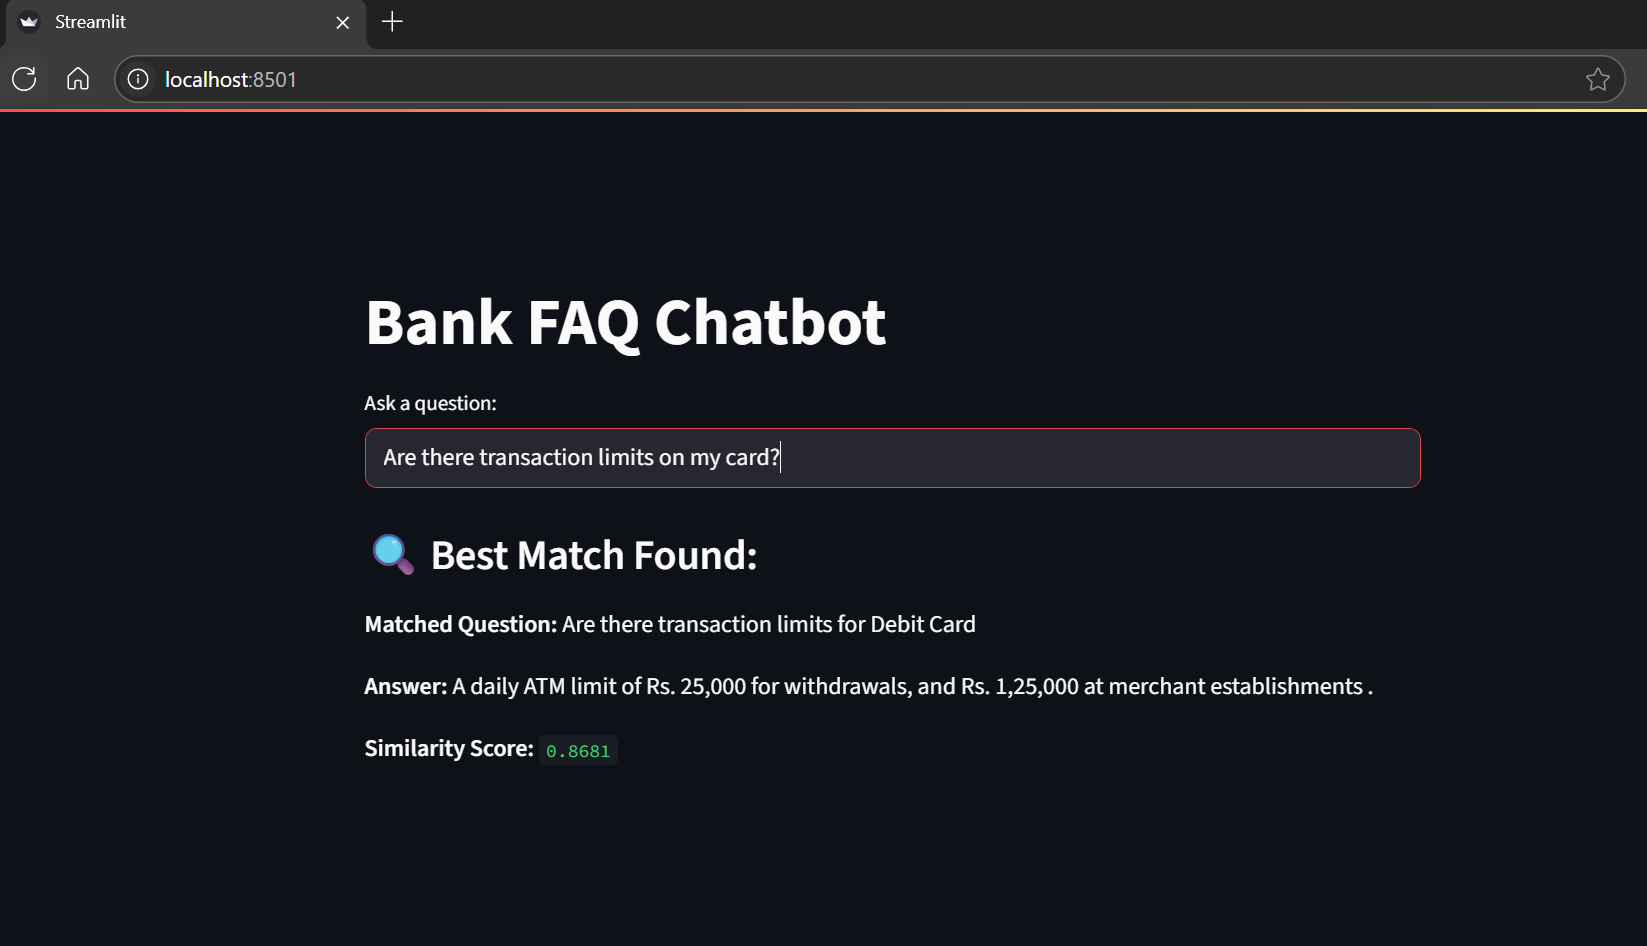 Streamlit
localhost:8501
Bank FAQ Chatbot
Ask a question:
Are there transaction limits on my card?
Best Match Found:
Matched Question: Are there transaction limits for Debit Card
Answer: A daily ATM limit of Rs. 25,000 for withdrawals, and Rs. 1,25,000 at merchant establishments .
Similarity Score: 0.8681